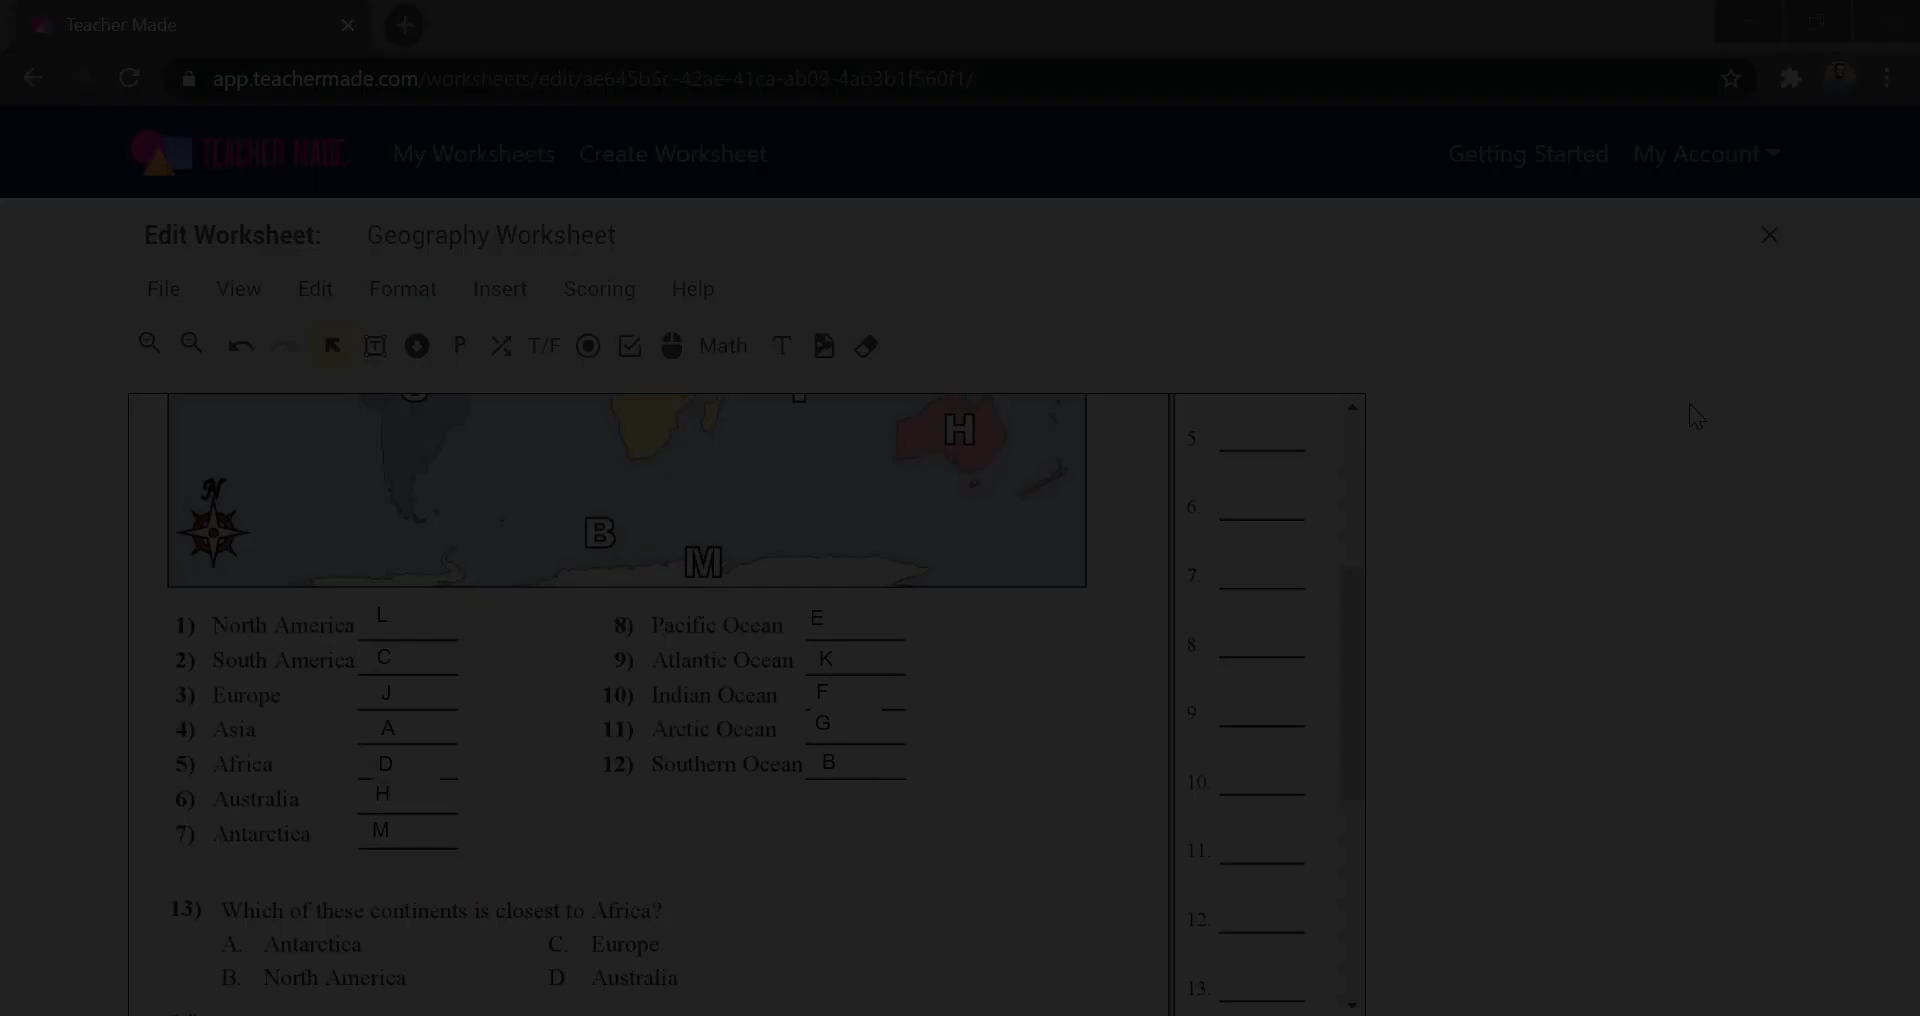 Teacher Made
app.teachermade.com/worksheets/edit/ae645b5c-42ae-41ca-ab09-4ab3b1f560f1/
TEACHER MADE My Worksheets Create Worksheet Getting Started My Account
Edit Worksheet: Geography Worksheet
File View Edit Format Insert Scoring Help
T P T/F Math T
H
N
B
M
1) North America L
2) South America C
3) Europe J
4) Asia A
5) Africa D
6) Australia H
7) Antarctica M
8) Pacific Ocean E
9) Atlantic Ocean K
10) Indian Ocean F
11) Arctic Ocean G
12) Southern Ocean B
13) Which of these continents is closest to Africa?
A. Antarctica C. Europe
B. North America D Australia
5.
6.
7.
8
9
10.
11.
12.
13.